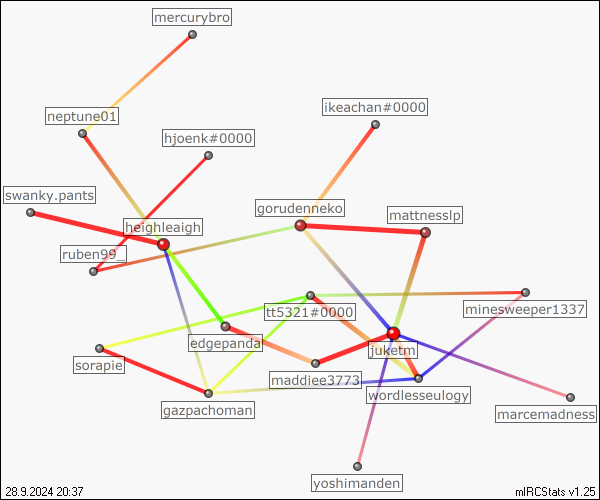 mercurybro
ikeachan#0000
neptune01
hjoenk#0000
swanky.pants
gorudenneko
mattnesslp
heighleaigh
ruben99_
tt5321#0000
minesweeper1337
edgepanda
juketm
sorapie
maddiee3773
wordlesseulogy
gazpachoman
marcemadness
yoshimanden
28.9.2024 20:37
mIRCStats v1.25